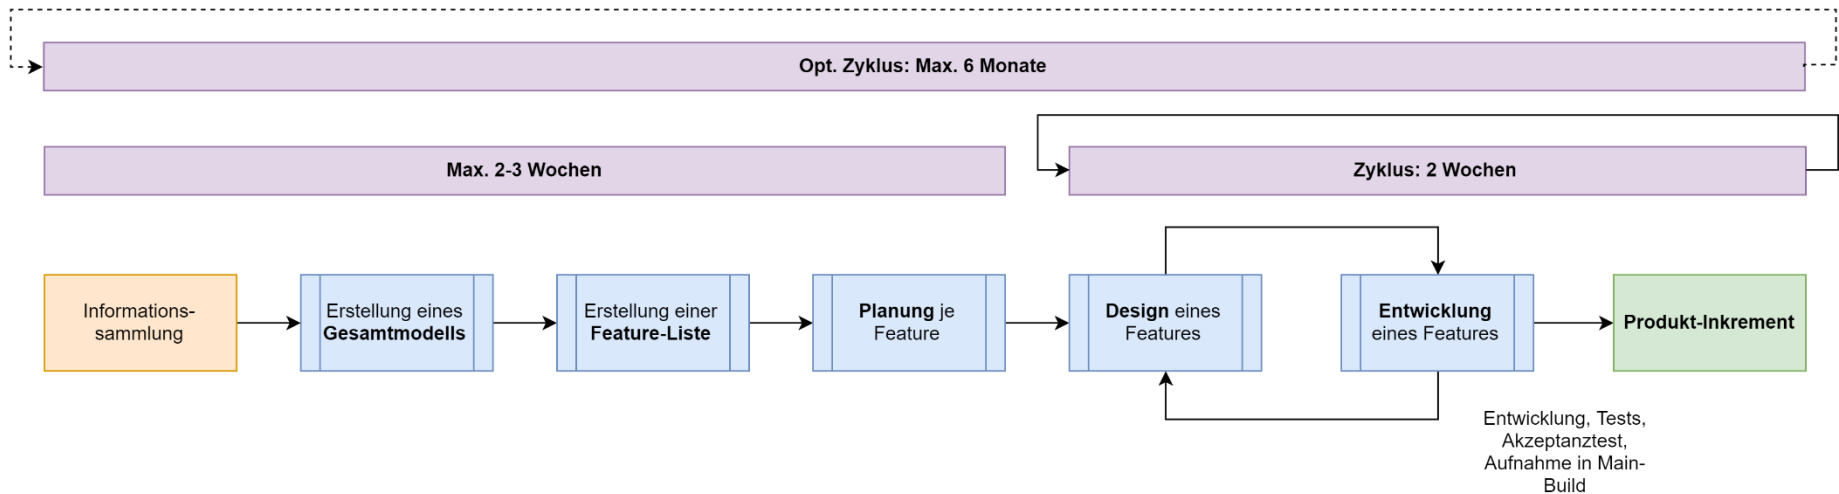 Opt. Zyklus: Max. 6 Monate
Max. 2-3 Wochen
Zyklus: 2 Wochen
Informations-
sammlung
Erstellung eines
Gesamtmodells
Erstellung einer
Feature-Liste
Planung je
Feature
Design eines
Features
Entwicklung
eines Features
Produkt-Inkrement
Entwicklung, Tests,
Akzeptanztest,
Aufnahme in Main-
Build